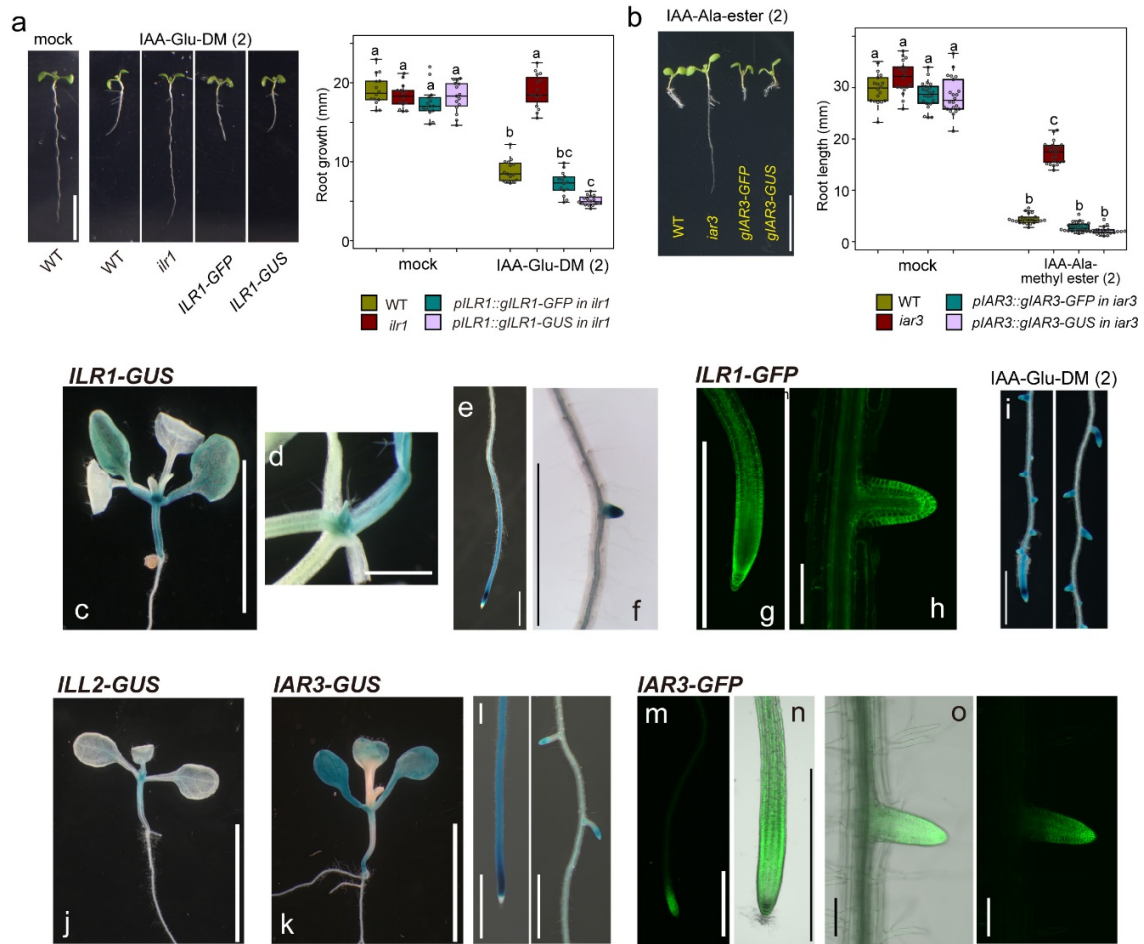 a
mock
IAA-Glu-DM (2)
WT
WT
ilr1
ILR1-GFP
ILR1-GUS
Root growth (mm)
20
10
0
a
a
a
a
b
a
bc
c
mock
IAA-Glu-DM (2)
WT
pILR1::gILR1-GFP in ilr1
ilr1
pILR1::gILR1-GUS in ilr1
b
IAA-Ala-ester (2)
WT
iar3
gIAR3-GFP
gIAR3-GUS
Root length (mm)
30
20
10
0
a
a
a
a
b
c
b
b
mock
IAA-Ala-
methyl ester (2)
WT
pIAR3::gIAR3-GFP in iar3
iar3
pIAR3::gIAR3-GUS in iar3
ILR1-GUS
c
d
e
f
ILR1-GFP
g
h
IAA-Glu-DM (2)
i
ILL2-GUS
j
IAR3-GUS
k
l
IAR3-GFP
m
n
o